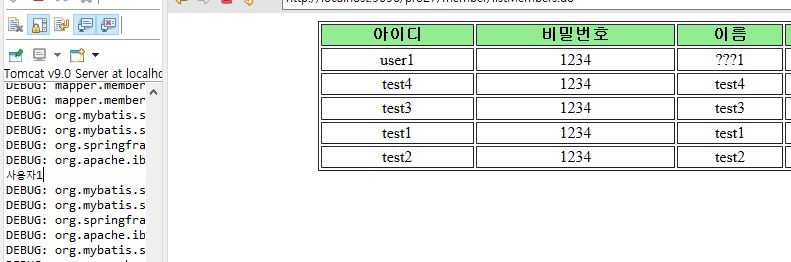 http://localhost:9090/pro27/member/listMembers.do
Tomcat v9.0 Server at localho
DEBUG: mapper.member
DEBUG: mapper.member
DEBUG: org.mybatis.s
DEBUG: org.mybatis.s
DEBUG: org.springfra
DEBUG: org.apache.ib
사용자1
DEBUG: org.mybatis.s
DEBUG: org.mybatis.s
DEBUG: org.springfra
DEBUG: org.apache.ib
DEBUG: org.mybatis.s
아이디 비밀번호 이름
user1 1234 ???1
test4 1234 test4
test3 1234 test3
test1 1234 test1
test2 1234 test2